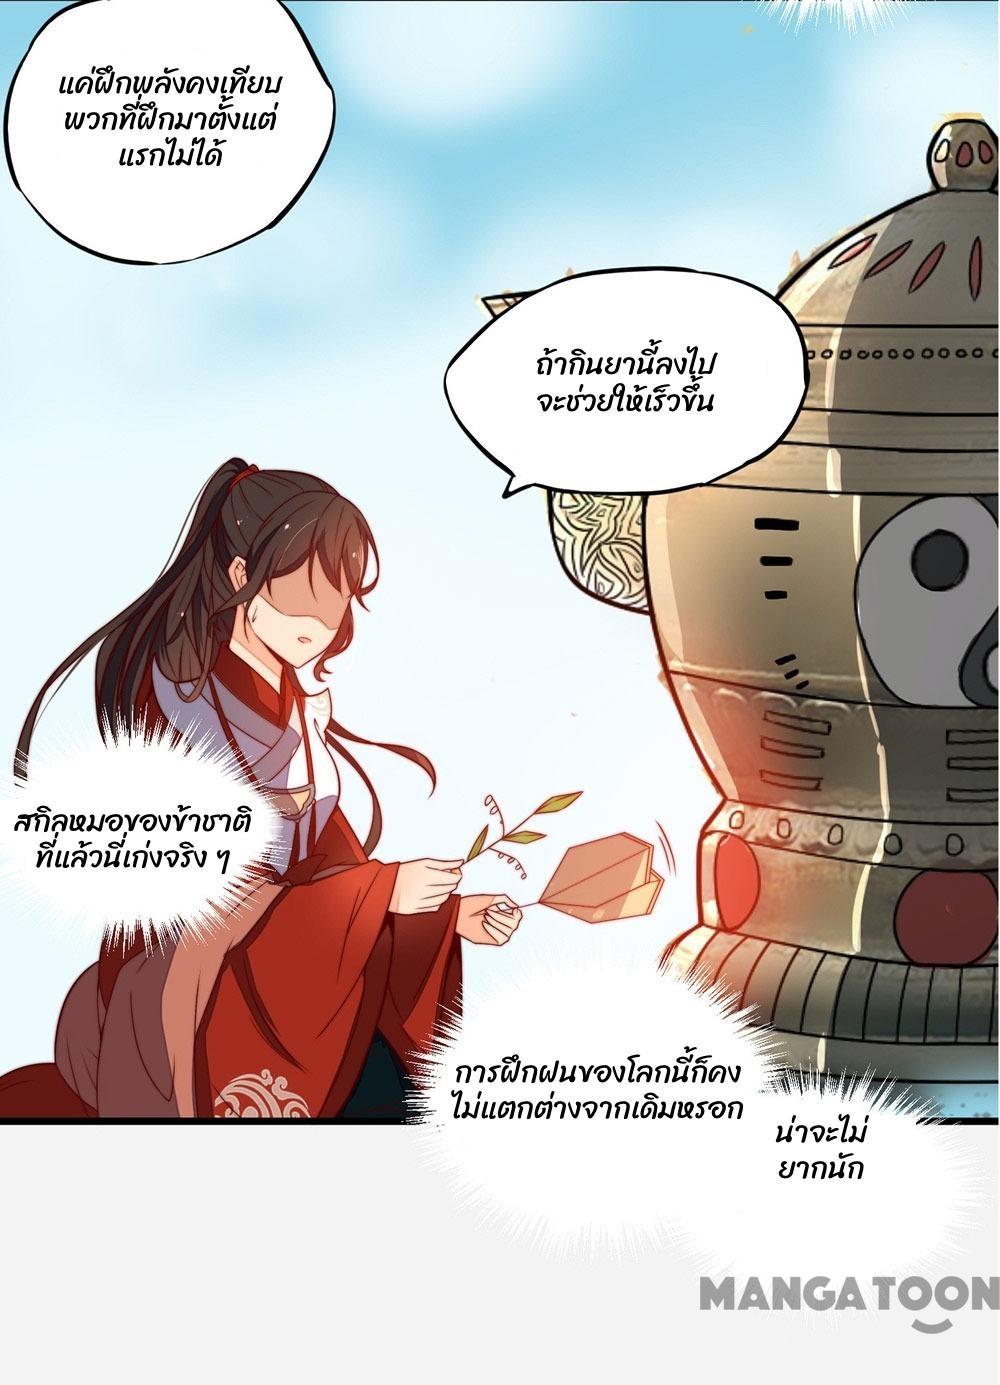 แค่ฝึกพลังคงเทียบ
พวกที่ฝึกมาตั้งแต่
แรกไม่ได้
ถ้ากินยานี้ลงไป
จะช่วยให้เร็วขึ้น
สกิลหมอของข้าชาติ
ที่แล้วนี่เก่งจริง ๆ
การฝึกฝนของโลกนี้ก็คง
ไม่แตกต่างจากเดิมหรอก
น่าจะไม่
ยากนัก
MANGATOON